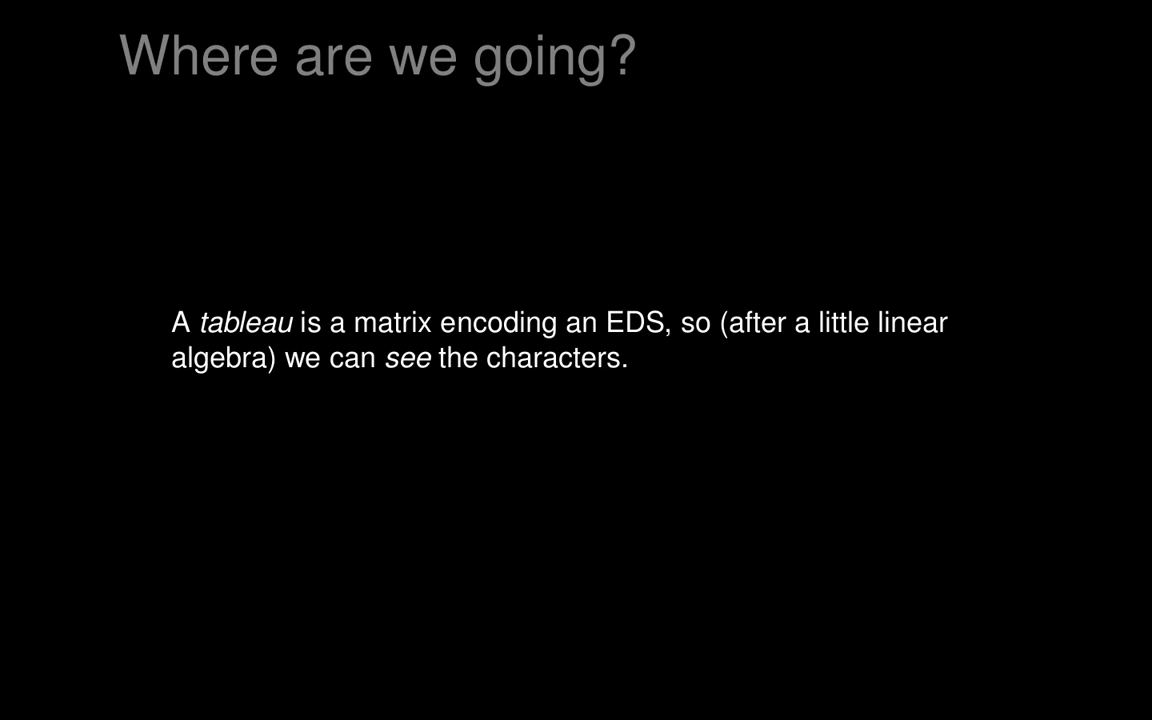 Where are we going?
A tableau is a matrix encoding an EDS, so (after a little linear
algebra) we can see the characters.